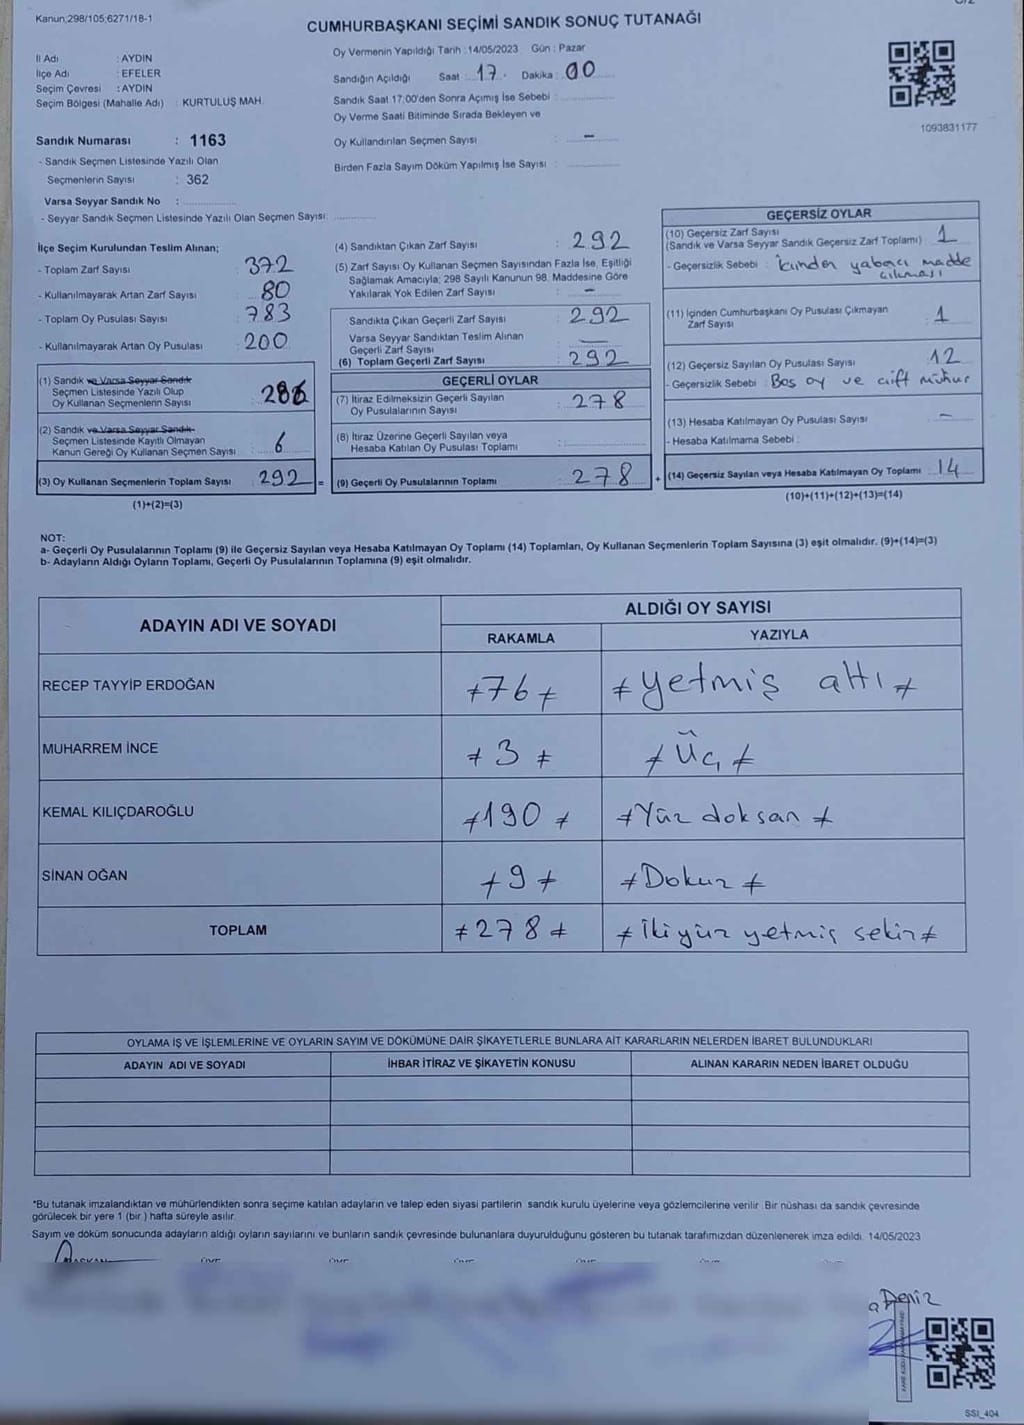 Kanun;298/105;6271/18-1
CUMHURBAŞKANI SEÇİMİ SANDIK SONUÇ TUTANAĞI
İl Adı : AYDIN
İlçe Adı : EFELER
Seçim Çevresi : AYDIN
Seçim Bölgesi (Mahalle Adı) : KURTULUŞ MAH.
Oy Vermenin Yapıldığı Tarih : 14/05/2023 Gün : Pazar
Sandığın Açıldığı Saat : 17 Dakika : 00
Sandık Saat 17:00'den Sonra Açımış İse Sebebi :
Oy Verme Saati Bitiminde Sırada Bekleyen ve
Oy Kullandırılan Seçmen Sayısı : -
Birden Fazla Sayım Döküm Yapılmış İse Sayısı :
1093831177
Sandık Numarası : 1163
- Sandık Seçmen Listesinde Yazılı Olan
Seçmenlerin Sayısı : 362
Varsa Seyyar Sandık No :
- Seyyar Sandık Seçmen Listesinde Yazılı Olan Seçmen Sayısı:
İlçe Seçim Kurulundan Teslim Alınan;
- Toplam Zarf Sayısı : 372
- Kullanılmayarak Artan Zarf Sayısı : 80
- Toplam Oy Pusulası Sayısı : 783
- Kullanılmayarak Artan Oy Pusulası : 200
(1) Sandık ve Varsa Seyyar Sandık
Seçmen Listesinde Yazılı Olup
Oy Kullanan Seçmenlerin Sayısı : 286
(2) Sandık ve Varsa Seyyar Sandık
Seçmen Listesinde Kayıtlı Olmayan
Kanun Gereği Oy Kullanan Seçmen Sayısı : 6
(3) Oy Kullanan Seçmenlerin Toplam Sayısı : 292 =
(1)+(2)=(3)
(4) Sandıktan Çıkan Zarf Sayısı : 292
(5) Zarf Sayısı Oy Kullanan Seçmen Sayısından Fazla İse, Eşitliği
Sağlamak Amacıyla; 298 Sayılı Kanunun 98. Maddesine Göre
Yakılarak Yok Edilen Zarf Sayısı : -
Sandıkta Çıkan Geçerli Zarf Sayısı : 292
Varsa Seyyar Sandıktan Teslim Alınan
Geçerli Zarf Sayısı : -
(6) Toplam Geçerli Zarf Sayısı : 292
GEÇERLİ OYLAR
(7) İtiraz Edilmeksizin Geçerli Sayılan
Oy Pusulalarının Sayısı : 278
(8) İtiraz Üzerine Geçerli Sayılan veya
Hesaba Katılan Oy Pusulası Toplamı :
(9) Geçerli Oy Pusulalarının Toplamı : 278 +
GEÇERSİZ OYLAR
(10) Geçersiz Zarf Sayısı
(Sandık ve Varsa Seyyar Sandık Geçersiz Zarf Toplamı) : 1
- Geçersizlik Sebebi : İçinden yabancı madde
çıkması
(11) İçinden Cumhurbaşkanı Oy Pusulası Çıkmayan
Zarf Sayısı : 1
(12) Geçersiz Sayılan Oy Pusulası Sayısı : 12
- Geçersizlik Sebebi : Boş oy ve çift mühür
(13) Hesaba Katılmayan Oy Pusulası Sayısı : -
- Hesaba Katılmama Sebebi :
(14) Geçersiz Sayılan veya Hesaba Katılmayan Oy Toplamı : 14
(10)+(11)+(12)+(13)=(14)
NOT:
a- Geçerli Oy Pusulalarının Toplamı (9) ile Geçersiz Sayılan veya Hesaba Katılmayan Oy Toplamı (14) Toplamları, Oy Kullanan Seçmenlerin Toplam Sayısına (3) eşit olmalıdır. (9)+(14)=(3)
b- Adayların Aldığı Oyların Toplamı, Geçerli Oy Pusulalarının Toplamına (9) eşit olmalıdır.
ADAYIN ADI VE SOYADI
ALDIĞI OY SAYISI
RAKAMLA YAZIYLA
RECEP TAYYİP ERDOĞAN ≠76≠ ≠yetmiş altı≠
MUHARREM İNCE ≠3≠ ≠Üç≠
KEMAL KILIÇDAROĞLU ≠190≠ ≠Yüz doksan≠
SİNAN OĞAN ≠9≠ ≠Dokuz≠
TOPLAM ≠278≠ ≠İkiyüz yetmiş sekiz≠
OYLAMA İŞ VE İŞLEMLERİNE VE OYLARIN SAYIM VE DÖKÜMÜNE DAİR ŞİKAYETLERLE BUNLARA AİT KARARLARIN NELERDEN İBARET BULUNDUKLARI
ADAYIN ADI VE SOYADI İHBAR İTİRAZ VE ŞİKAYETİN KONUSU ALINAN KARARIN NEDEN İBARET OLDUĞU
*Bu tutanak imzalandıktan ve mühürlendikten sonra seçime katılan adayların ve talep eden siyasi partilerin sandık kurulu üyelerine veya gözlemcilerine verilir. Bir nüshası da sandık çevresinde
görülecek bir yere 1 (bir ) hafta süreyle asılır.
Sayım ve döküm sonucunda adayların aldığı oyların sayılarını ve bunların sandık çevresinde bulunanlara duyurulduğunu gösteren bu tutanak tarafımızdan düzenlenerek imza edildi. 14/05/2023
Deniz
SSI_404